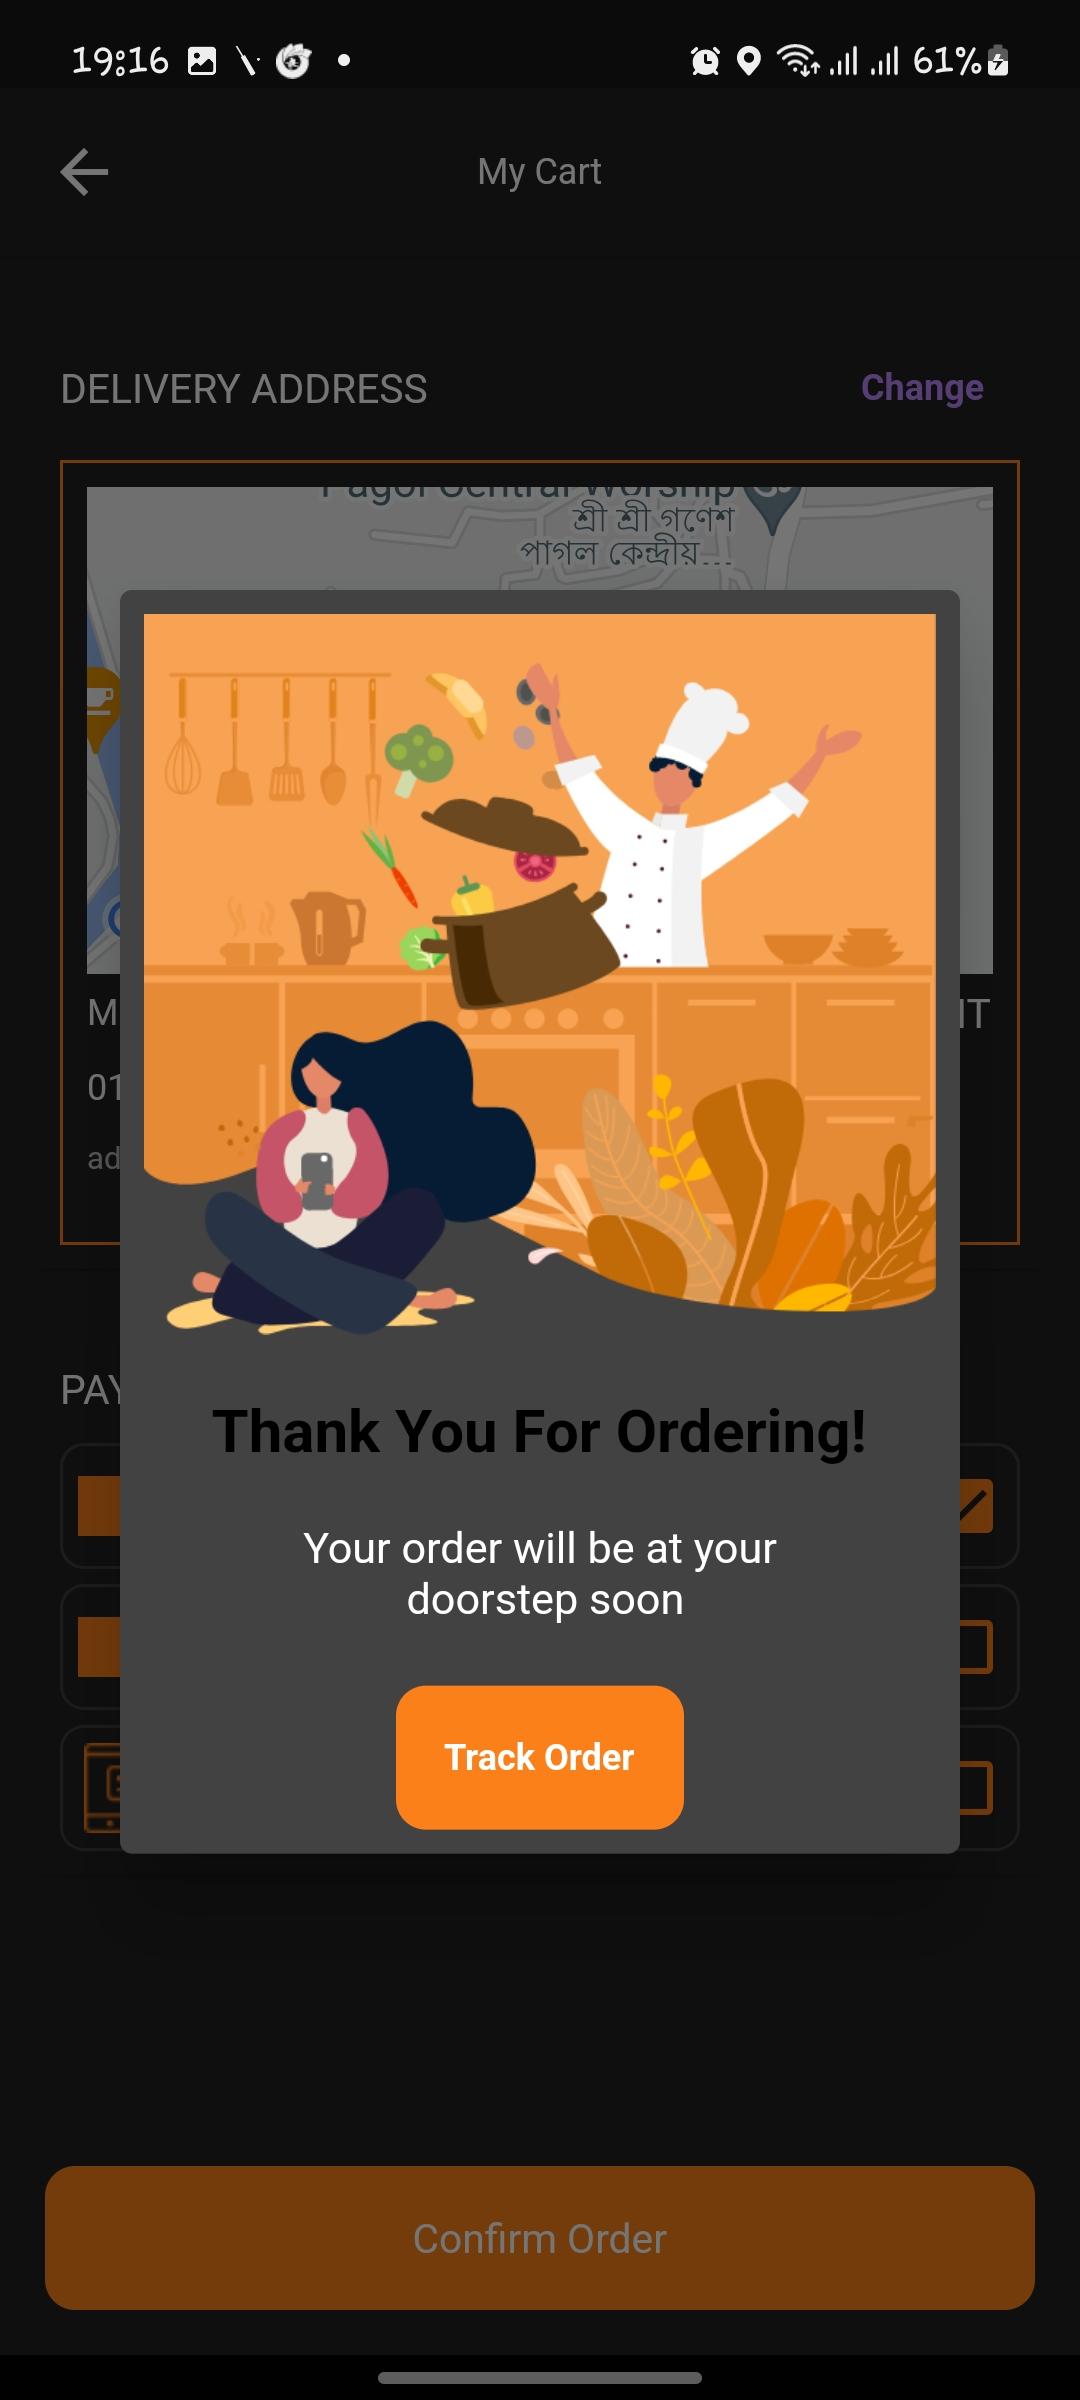 19:16
61%
My Cart
DELIVERY ADDRESS
Change
Pagol Central Worship
শ্রী শ্রী গণেশ
পাগল কেন্দ্রীয়...
M
IT
01
ad
PAY
Thank You For Ordering!
Your order will be at your
doorstep soon
Track Order
Confirm Order